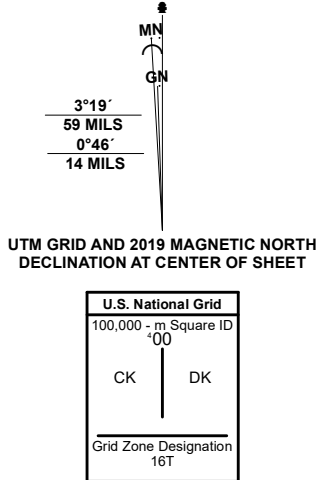 MN
GN
3°19´
59 MILS
0°46´
14 MILS
UTM GRID AND 2019 MAGNETIC NORTH
DECLINATION AT CENTER OF SHEET
U.S. National Grid
100,000 - m Square ID
⁴00
CK DK
Grid Zone Designation
16T